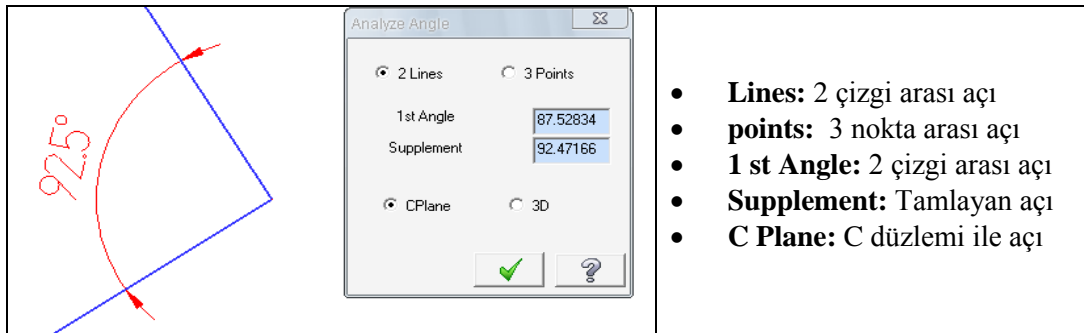 92.5°
Analyze Angle
2 Lines 3 Points
1st Angle 87.52834
Supplement 92.47166
CPlane 3D
• Lines: 2 çizgi arası açı
• points: 3 nokta arası açı
• 1 st Angle: 2 çizgi arası açı
• Supplement: Tamlayan açı
• C Plane: C düzlemi ile açı